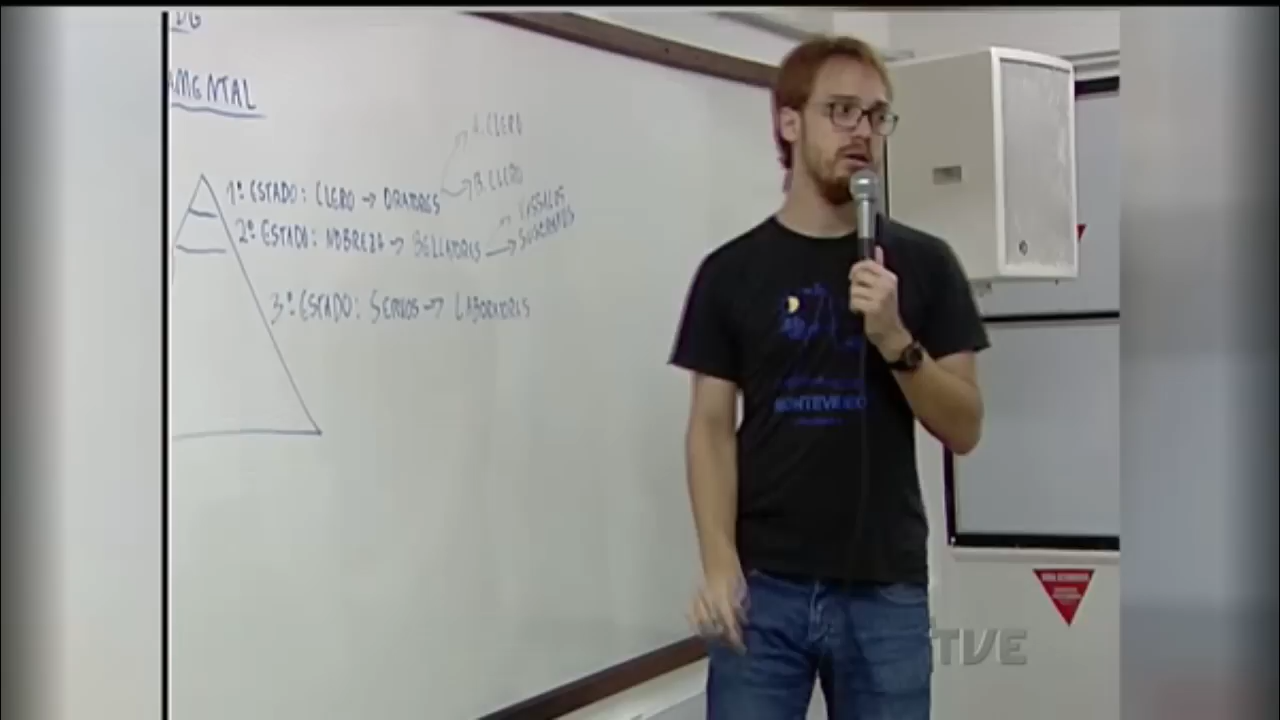 AMENTAL
A. CLERO
1º ESTADO: CLERO → ORATORES
B. CLERO
2º ESTADO: NOBREZA → BELLATORES
VASSALOS
SUSERANOS
3º ESTADO: SERVOS → LABORATORES
MONTEVIDEO
TVE